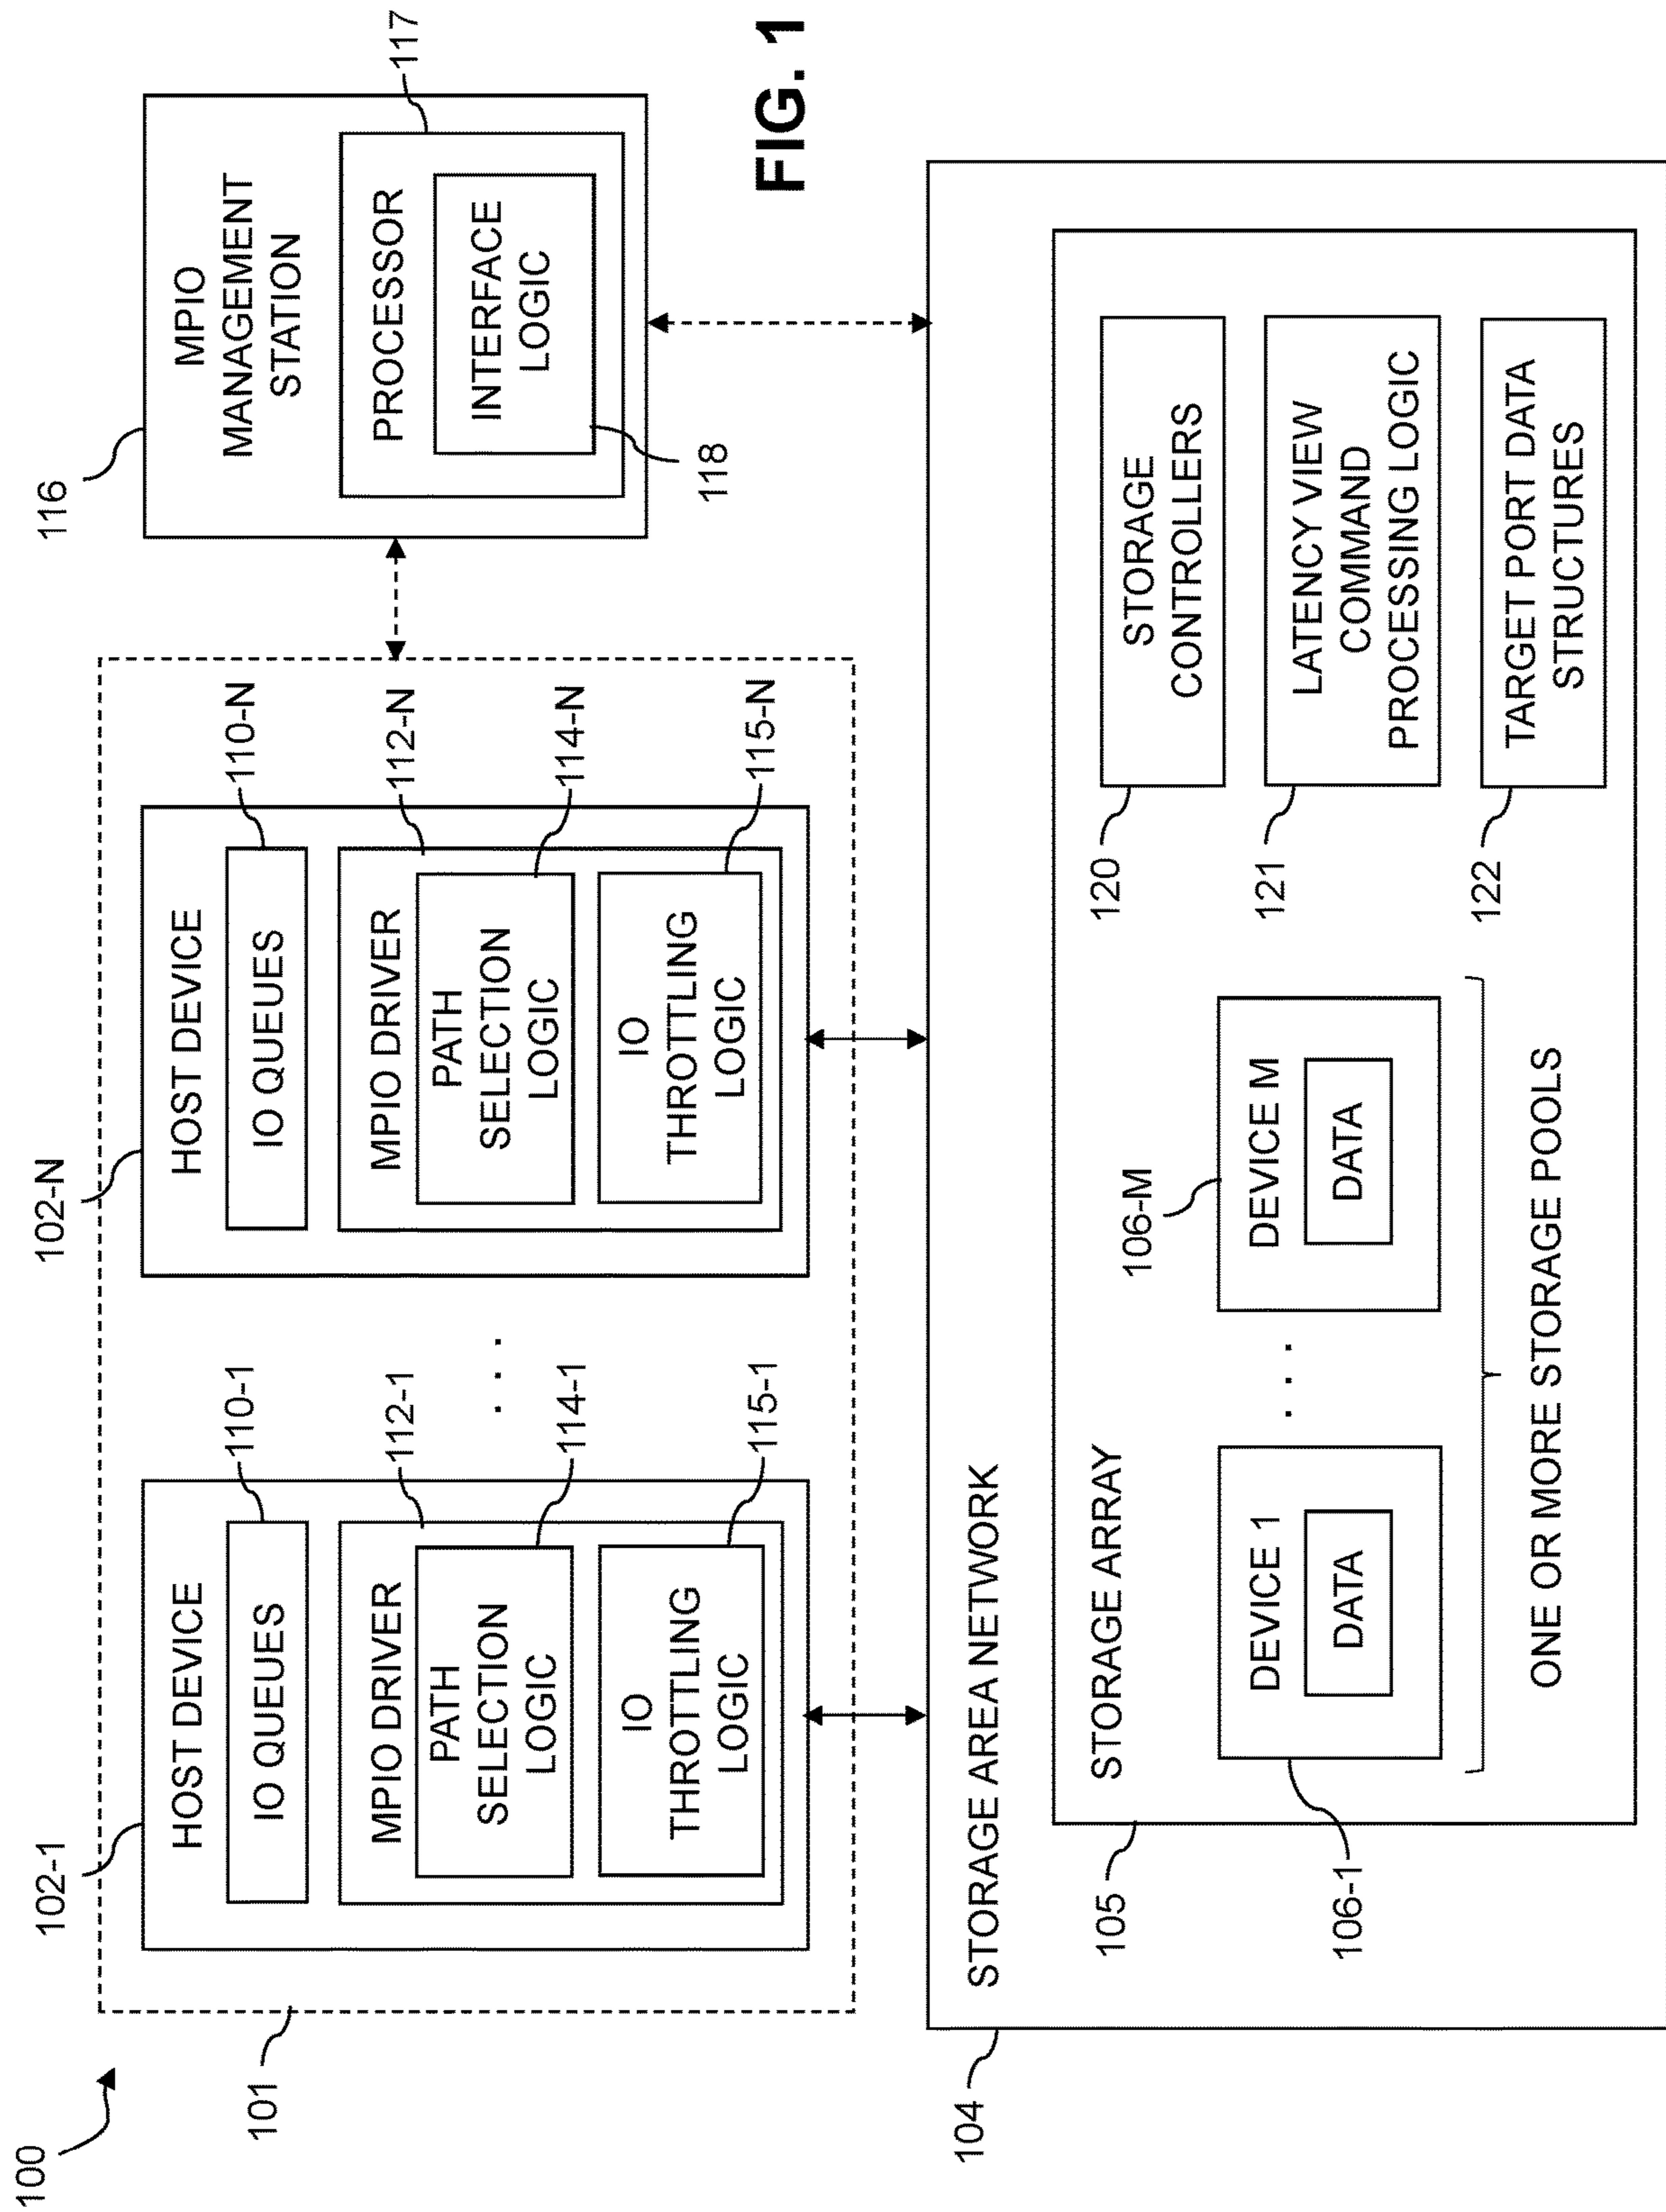 100
101
102-1
HOST DEVICE
IO QUEUES
110-1
MPIO DRIVER
112-1
PATH
SELECTION
LOGIC
114-1
IO
THROTTLING
LOGIC
115-1
. . .
102-N
HOST DEVICE
IO QUEUES
110-N
MPIO DRIVER
112-N
PATH
SELECTION
LOGIC
114-N
IO
THROTTLING
LOGIC
115-N
116
MPIO
MANAGEMENT
STATION
PROCESSOR
117
INTERFACE
LOGIC
118
104
STORAGE AREA NETWORK
105
STORAGE ARRAY
106-1
DEVICE 1
DATA
. . .
106-M
DEVICE M
DATA
ONE OR MORE STORAGE POOLS
120
STORAGE
CONTROLLERS
121
LATENCY VIEW
COMMAND
PROCESSING LOGIC
122
TARGET PORT DATA
STRUCTURES
FIG. 1